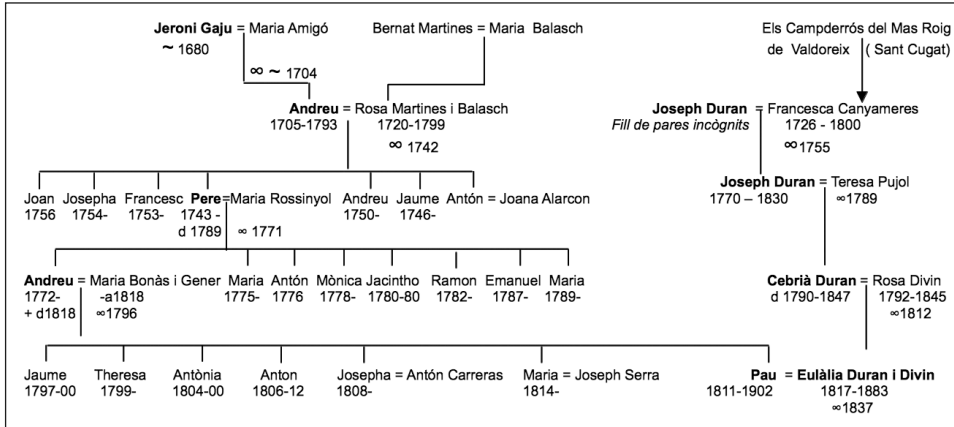 Jeroni Gaju = Maria Amigó    Bernat Martines = Maria Balasch    Els Campderrós del Mas Roig
~ 1680    de Valdoreix ( Sant Cugat)
∞ ~ 1704
Andreu = Rosa Martines i Balasch    Joseph Duran = Francesca Canyameres
1705-1793    1720-1799    Fill de pares incògnits    1726 - 1800
∞ 1742    ∞1755
Joseph Duran = Teresa Pujol
Joan    Josepha    Francesc    Pere=Maria Rossinyol    Andreu    Jaume    Antón = Joana Alarcon
1756    1754-    1753-    1743 -    1750-    1746-    1770 – 1830    ∞1789
d 1789    ∞ 1771
Andreu = Maria Bonàs i Gener    Maria    Antón    Mònica    Jacintho    Ramon    Emanuel    Maria    Cebrià Duran = Rosa Divin
1772-    -a1818    1775-    1776    1778-    1780-80    1782-    1787-    1789-    d 1790-1847    1792-1845
+ d1818    ∞1796    ∞1812
Jaume    Theresa    Antònia    Anton    Josepha = Antón Carreras    Maria = Joseph Serra    Pau = Eulàlia Duran i Divin
1797-00    1799-    1804-00    1806-12    1808-    1814-    1811-1902    1817-1883
∞1837